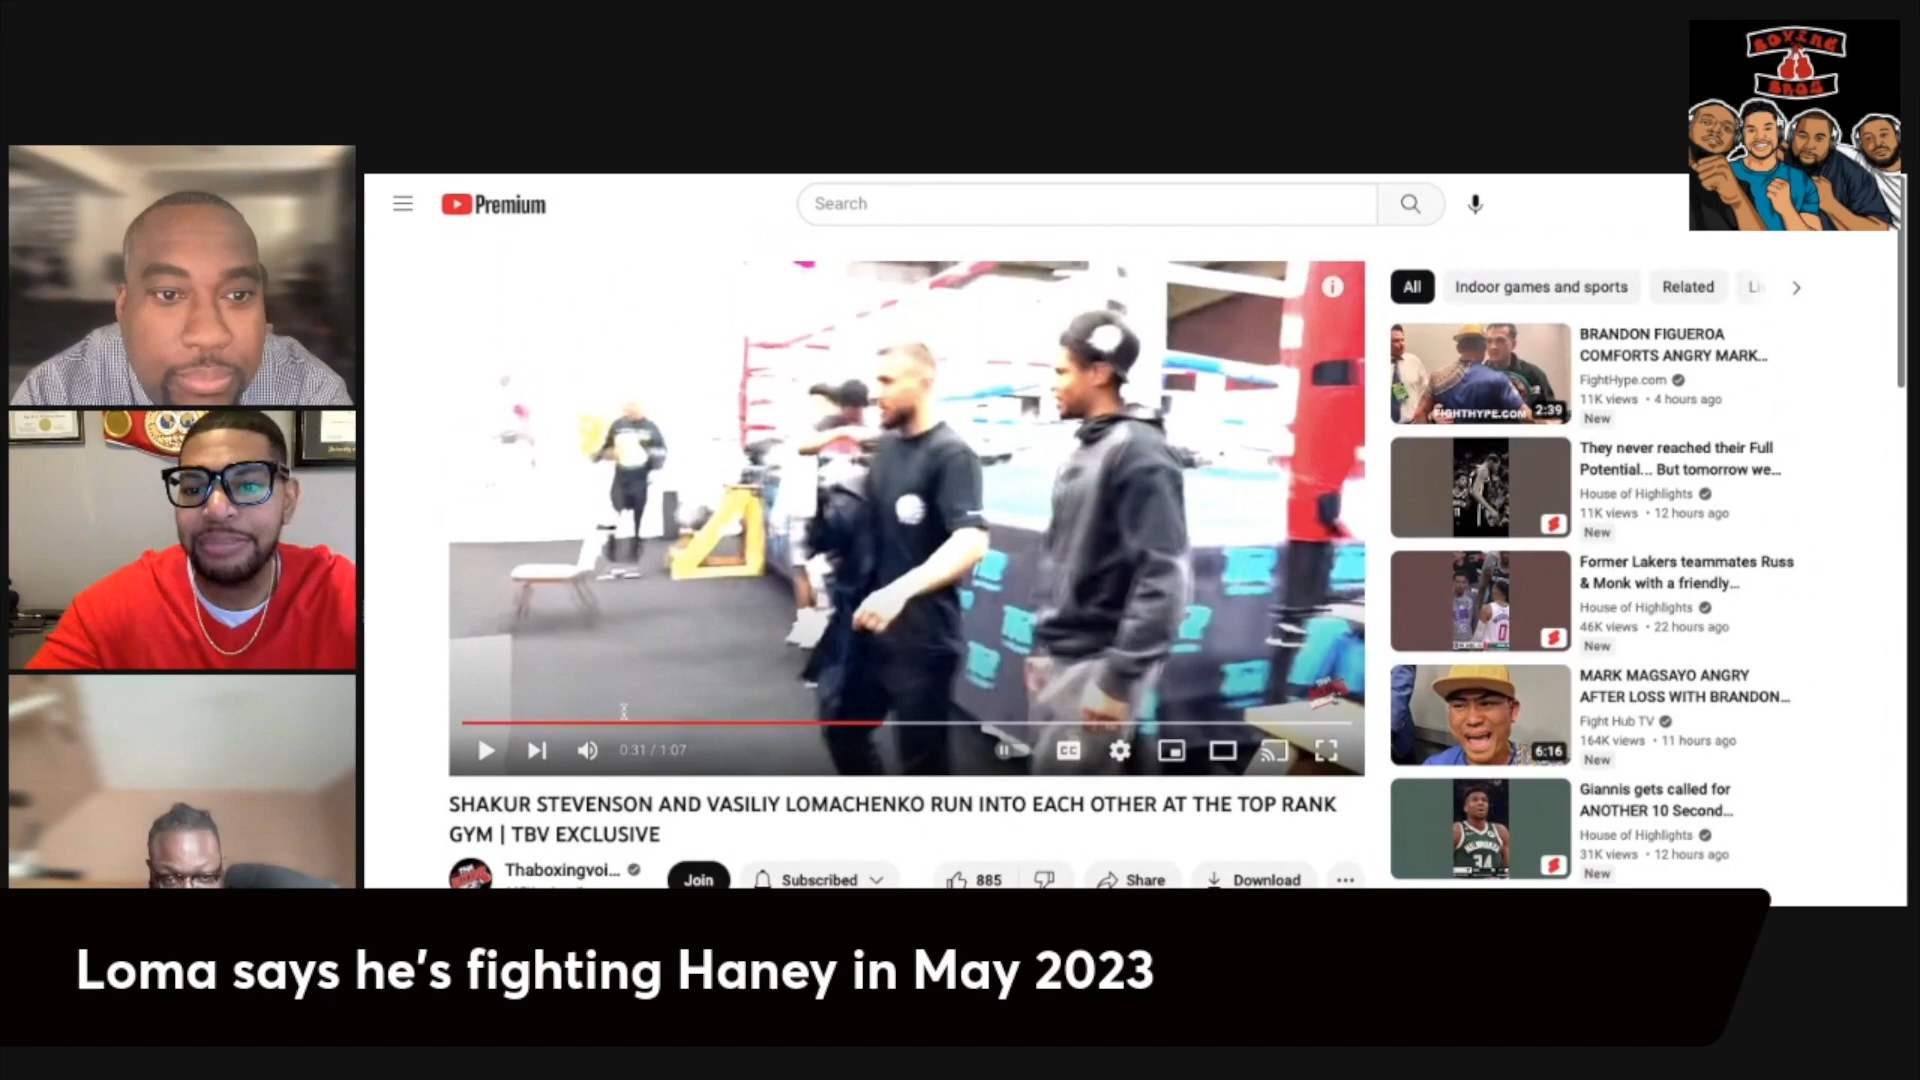 BOXING
BROS
Premium
Search
All
Indoor games and sports
Related
BRANDON FIGUEROA
COMFORTS ANGRY MARK...
FightHype.com
11K views • 4 hours ago
New
FIGHTHYPE.COM
2:39
They never reached their Full
Potential... But tomorrow we...
House of Highlights
11K views • 12 hours ago
New
Former Lakers teammates Russ
& Monk with a friendly...
House of Highlights
46K views • 22 hours ago
New
MARK MAGSAYO ANGRY
AFTER LOSS WITH BRANDON...
Fight Hub TV
164K views • 11 hours ago
New
6:16
Giannis gets called for
ANOTHER 10 Second...
House of Highlights
31K views • 12 hours ago
New
34
0:31 / 1:07
CC
SHAKUR STEVENSON AND VASILIY LOMACHENKO RUN INTO EACH OTHER AT THE TOP RANK
GYM | TBV EXCLUSIVE
Thaboxingvoi...
Join
Subscribed
885
Share
Download
Loma says he's fighting Haney in May 2023